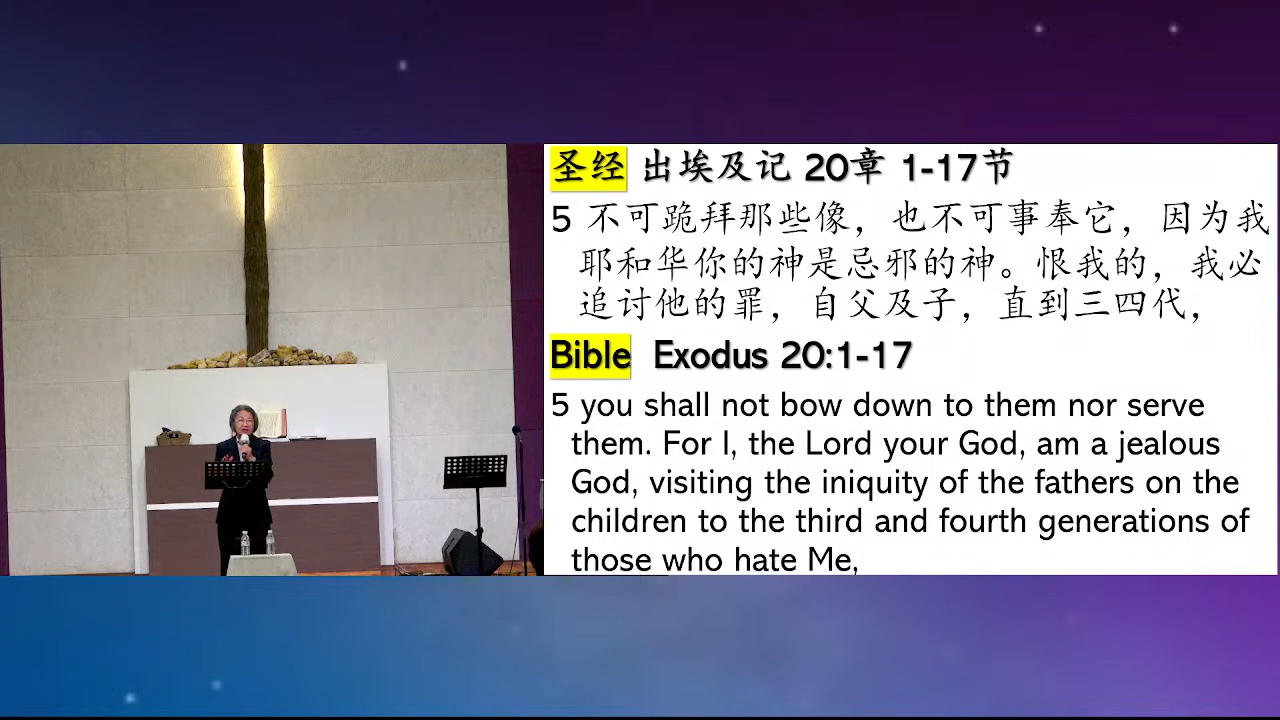 圣经 出埃及记 20章 1-17节
5 不可跪拜那些像，也不可事奉它，因为我
耶和华你的神是忌邪的神。恨我的，我必
追讨他的罪，自父及子，直到三四代，
Bible Exodus 20:1-17
5 you shall not bow down to them nor serve
them. For I, the Lord your God, am a jealous
God, visiting the iniquity of the fathers on the
children to the third and fourth generations of
those who hate Me,